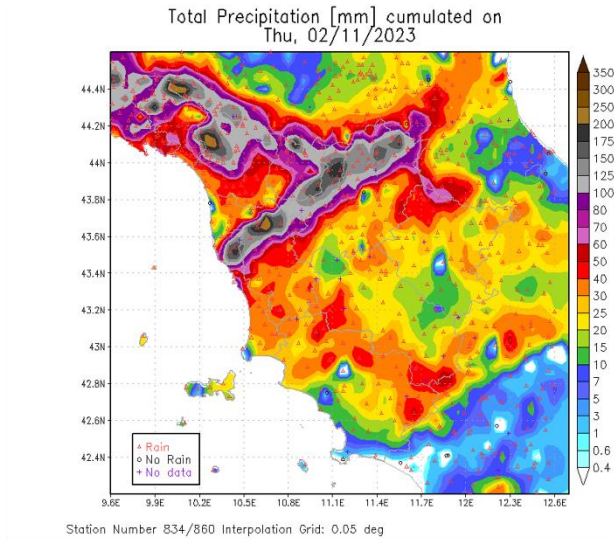 Total Precipitation [mm] cumulated on
Thu, 02/11/2023
44.4N
44.2N
44N
43.8N
43.6N
43.4N
43.2N
43N
42.8N
42.6N
42.4N
9.6E 9.9E 10.2E 10.5E 10.8E 11.1E 11.4E 11.7E 12E 12.3E 12.6E
350
300
250
200
175
150
125
100
90
80
70
60
50
40
30
25
20
15
10
7
5
3
1
0.6
0.4
Rain
No Rain
No data
Station Number 834/860 Interpolation Grid: 0.05 deg